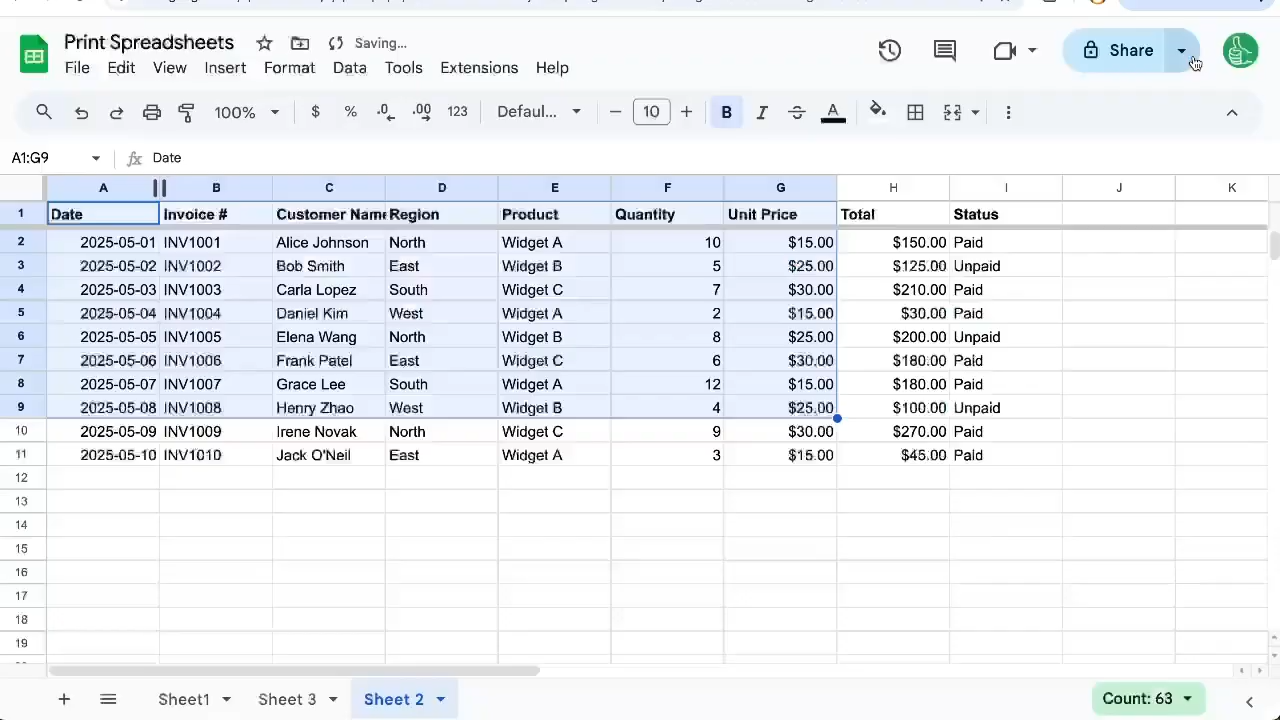 Print Spreadsheets Saving...
File Edit View Insert Format Data Tools Extensions Help
Share
100% $ % .0 .00 123 Defaul... − 10 + B I S A
A1:G9 fx Date
A B C D E F G H I J K
1 Date Invoice # Customer Name Region Product Quantity Unit Price Total Status
2 2025-05-01 INV1001 Alice Johnson North Widget A 10 $15.00 $150.00 Paid
3 2025-05-02 INV1002 Bob Smith East Widget B 5 $25.00 $125.00 Unpaid
4 2025-05-03 INV1003 Carla Lopez South Widget C 7 $30.00 $210.00 Paid
5 2025-05-04 INV1004 Daniel Kim West Widget A 2 $15.00 $30.00 Paid
6 2025-05-05 INV1005 Elena Wang North Widget B 8 $25.00 $200.00 Unpaid
7 2025-05-06 INV1006 Frank Patel East Widget C 6 $30.00 $180.00 Paid
8 2025-05-07 INV1007 Grace Lee South Widget A 12 $15.00 $180.00 Paid
9 2025-05-08 INV1008 Henry Zhao West Widget B 4 $25.00 $100.00 Unpaid
10 2025-05-09 INV1009 Irene Novak North Widget C 9 $30.00 $270.00 Paid
11 2025-05-10 INV1010 Jack O'Neil East Widget A 3 $15.00 $45.00 Paid
12
13
14
15
16
17
18
19
+ Sheet1 Sheet 3 Sheet 2 Count: 63